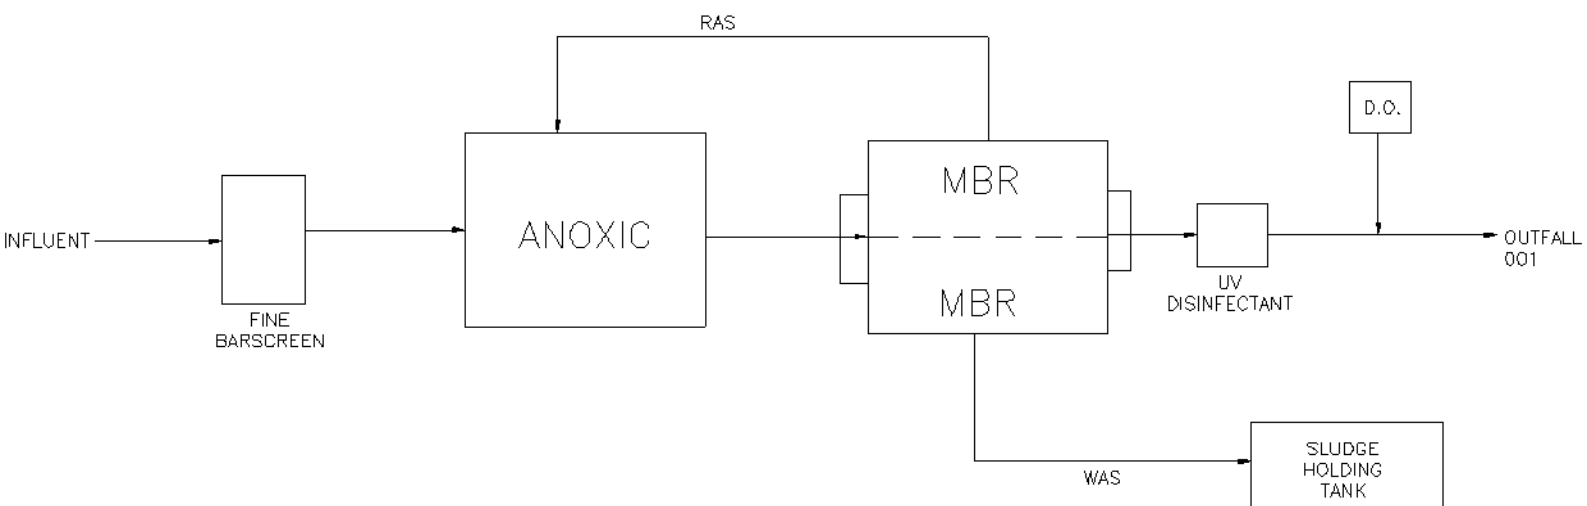 RAS
D.O.
MBR
INFLUENT
ANOXIC
OUTFALL
001
UV
DISINFECTANT
MBR
FINE
BARSCREEN
WAS
SLUDGE
HOLDING
TANK